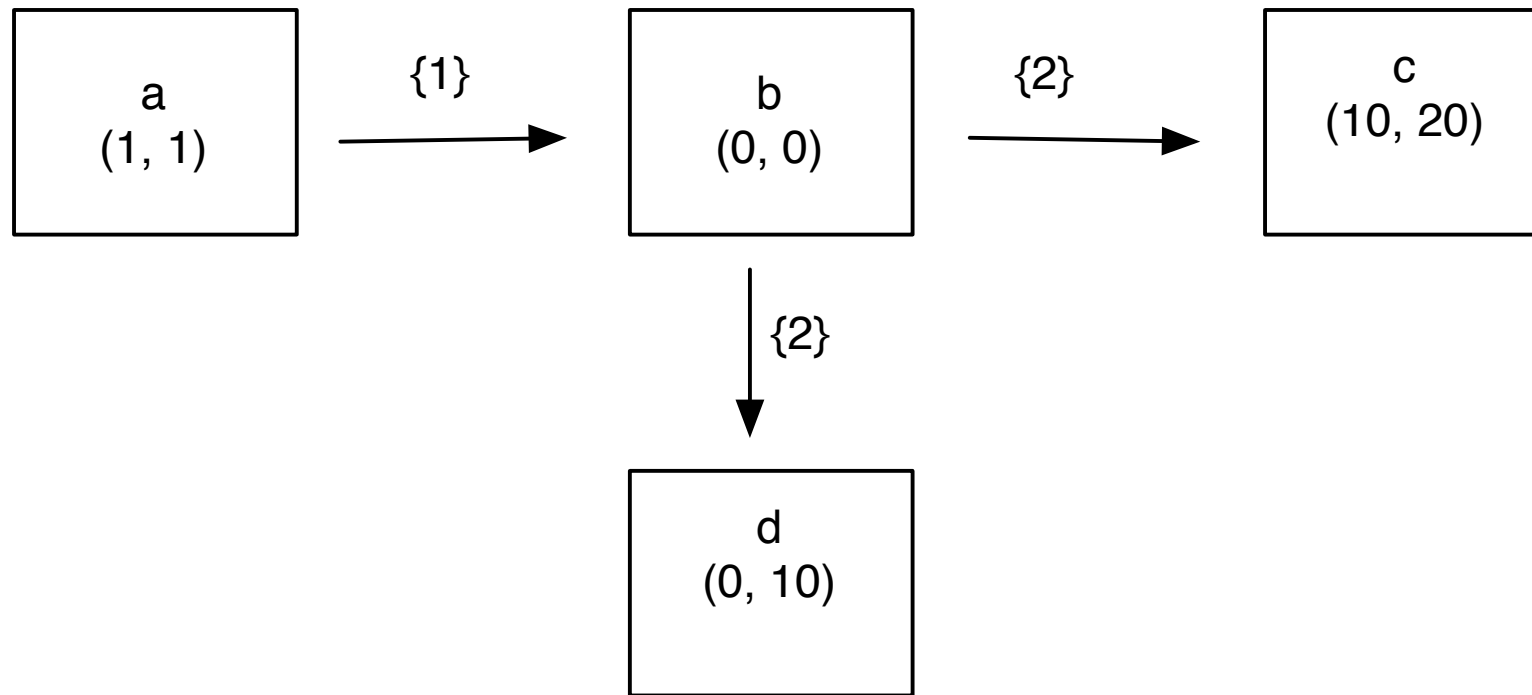 a
(1, 1)
{1}
b
(0, 0)
{2}
c
(10, 20)
{2}
d
(0, 10)